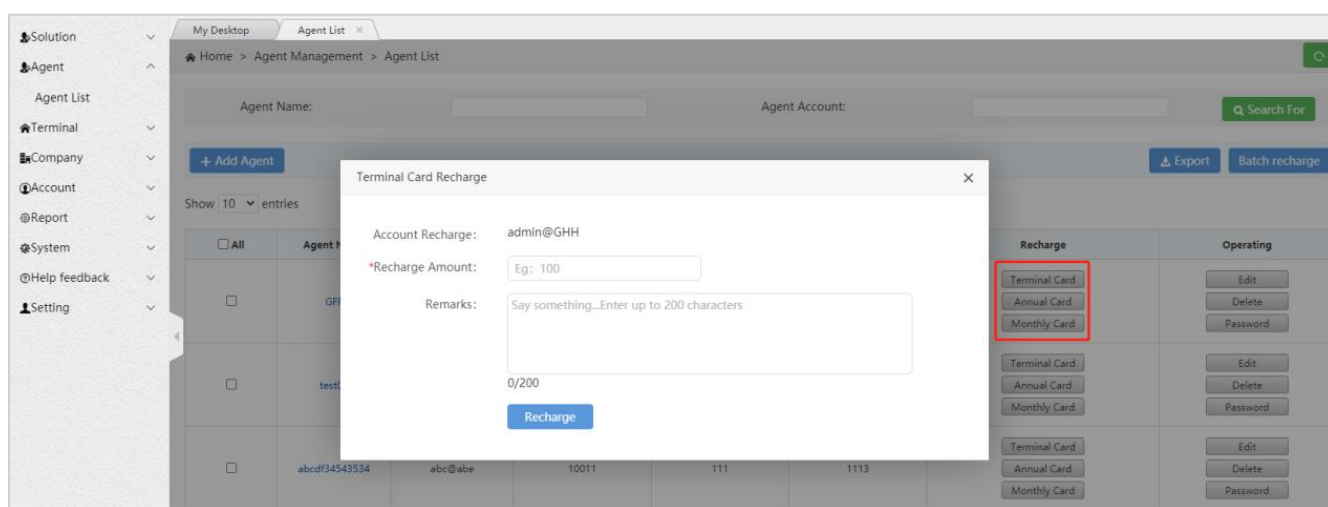 Solution
Agent
Agent List
Terminal
Company
Account
Report
System
Help feedback
Setting
My Desktop
Agent List ×
Home > Agent Management > Agent List
Agent Name:
Agent Account:
Search For
+ Add Agent
Export
Batch recharge
Show 10 entries
All
Recharge
Operating
Terminal Card
Annual Card
Monthly Card
Edit
Delete
Password
Terminal Card
Annual Card
Monthly Card
Edit
Delete
Password
abcdf34543534 abc@abe 10011 111 1113
Terminal Card
Annual Card
Monthly Card
Edit
Delete
Password
Terminal Card Recharge ×
Account Recharge: admin@GHH
*Recharge Amount: Eg: 100
Remarks: Say something...Enter up to 200 characters
0/200
Recharge